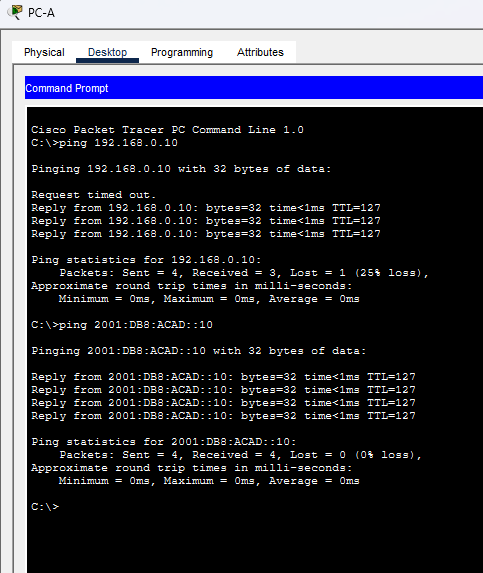 PC-A
Physical Desktop Programming Attributes
Command Prompt
Cisco Packet Tracer PC Command Line 1.0
C:\>ping 192.168.0.10
Pinging 192.168.0.10 with 32 bytes of data:
Request timed out.
Reply from 192.168.0.10: bytes=32 time<1ms TTL=127
Reply from 192.168.0.10: bytes=32 time<1ms TTL=127
Reply from 192.168.0.10: bytes=32 time<1ms TTL=127
Ping statistics for 192.168.0.10:
    Packets: Sent = 4, Received = 3, Lost = 1 (25% loss),
Approximate round trip times in milli-seconds:
    Minimum = 0ms, Maximum = 0ms, Average = 0ms
C:\>ping 2001:DB8:ACAD::10
Pinging 2001:DB8:ACAD::10 with 32 bytes of data:
Reply from 2001:DB8:ACAD::10: bytes=32 time<1ms TTL=127
Reply from 2001:DB8:ACAD::10: bytes=32 time<1ms TTL=127
Reply from 2001:DB8:ACAD::10: bytes=32 time<1ms TTL=127
Reply from 2001:DB8:ACAD::10: bytes=32 time<1ms TTL=127
Ping statistics for 2001:DB8:ACAD::10:
    Packets: Sent = 4, Received = 4, Lost = 0 (0% loss),
Approximate round trip times in milli-seconds:
    Minimum = 0ms, Maximum = 0ms, Average = 0ms
C:\>